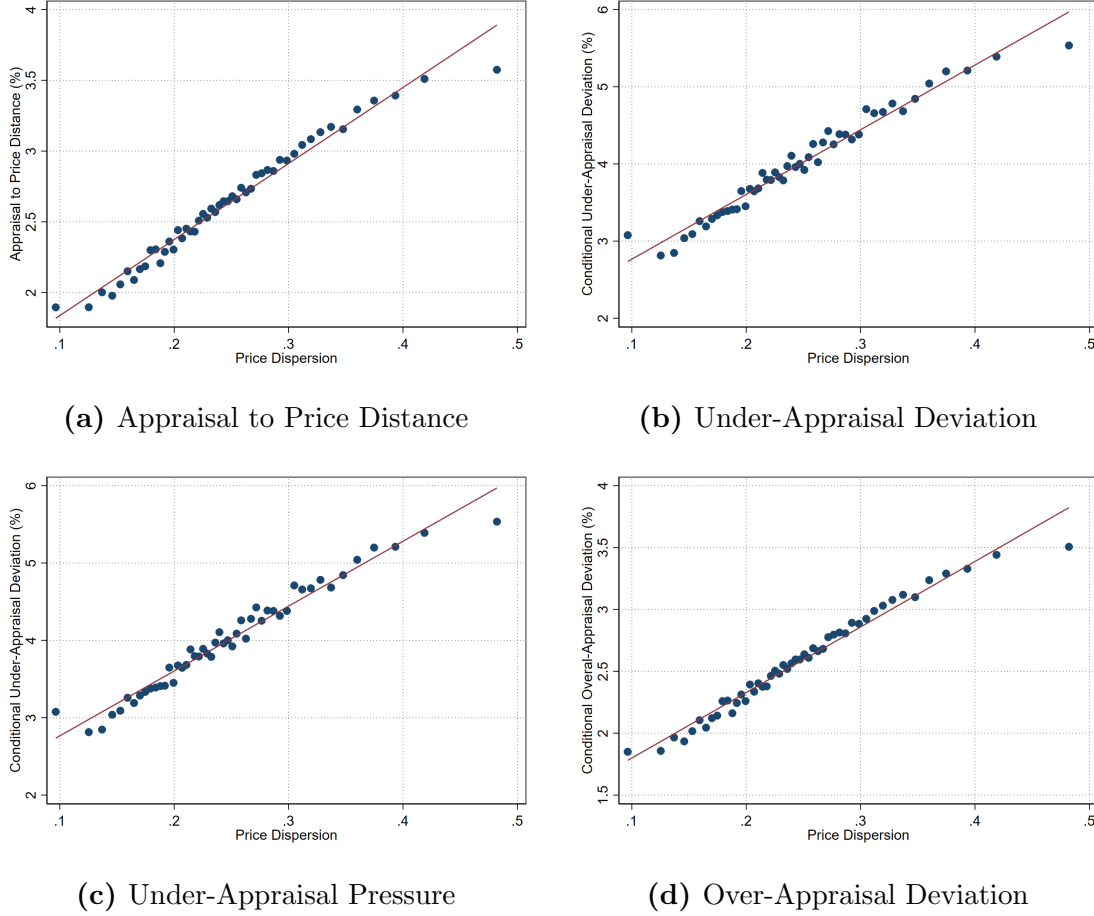 4
3.5
3
2.5
2
Appraisal to Price Distance (%)
.1 .2 .3 .4 .5
Price Dispersion
(a) Appraisal to Price Distance
6
5
4
3
2
Conditional Under-Appraisal Deviation (%)
.1 .2 .3 .4 .5
Price Dispersion
(b) Under-Appraisal Deviation
6
5
4
3
2
Conditional Under-Appraisal Deviation (%)
.1 .2 .3 .4 .5
Price Dispersion
(c) Under-Appraisal Pressure
4
3.5
3
2.5
2
1.5
Conditional Overal-Appraisal Deviation (%)
.1 .2 .3 .4 .5
Price Dispersion
(d) Over-Appraisal Deviation